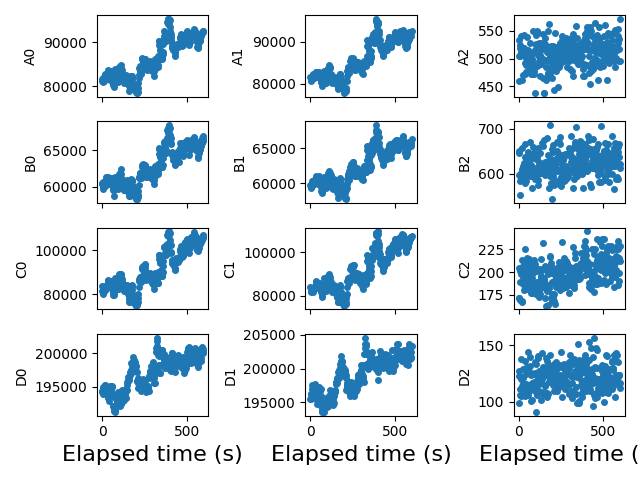 A0 90000 80000
A1 90000 80000
A2 550 500 450
B0 65000 60000
B1 65000 60000
B2 700 600
C0 100000 80000
C1 100000 80000
C2 225 200 175
D0 200000 195000
D1 205000 200000 195000
D2 150 100
0 500 0 500 0 500
Elapsed time (s) Elapsed time (s) Elapsed time (